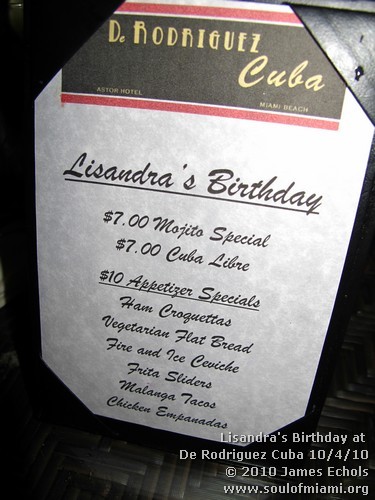 De RODRIGUEZ
Cuba
ASTOR HOTEL
MIAMI BEACH
Lisandra's Birthday
$7.00 Mojito Special
$7.00 Cuba Libre
$10 Appetizer Specials
Ham Croquettas
Vegetarian Flat Bread
Fire and Ice Ceviche
Frita Sliders
Malanga Tacos
Chicken Empanadas
Lisandra's Birthday at
De Rodriguez Cuba 10/4/10
© 2010 James Echols
www.soulofmiami.org